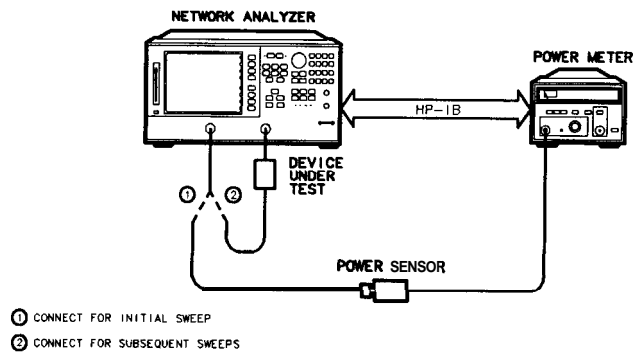 NETWORK ANALYZER
POWER METER
HP-IB
DEVICE
UNDER
TEST
① ②
POWER SENSOR
① CONNECT FOR INITIAL SWEEP
② CONNECT FOR SUBSEQUENT SWEEPS